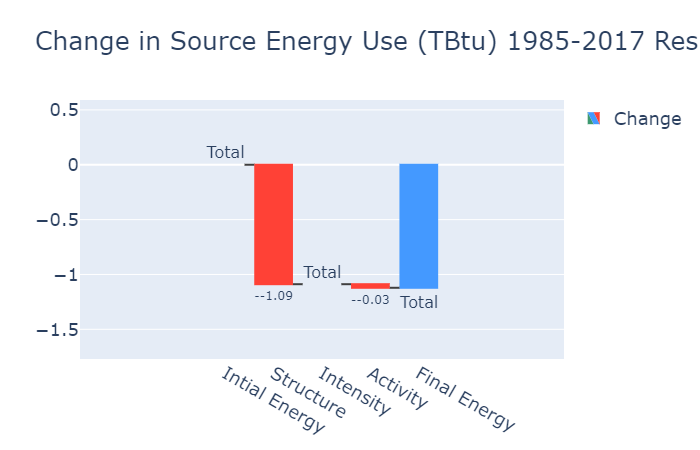 Change in Source Energy Use (TBtu) 1985-2017 Res
0.5
0
−0.5
−1
−1.5
Total
--1.09
Total
--0.03
Total
Change
Intial Energy
Structure
Intensity
Activity
Final Energy